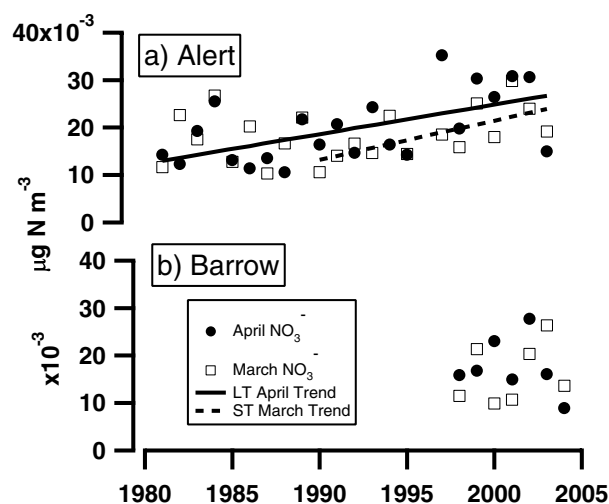 40x10⁻³
30
20
10
0
a) Alert
µg N m⁻³
40
30
20
10
0
x10⁻³
b) Barrow
April NO₃⁻
March NO₃⁻
LT April Trend
ST March Trend
1980 1985 1990 1995 2000 2005